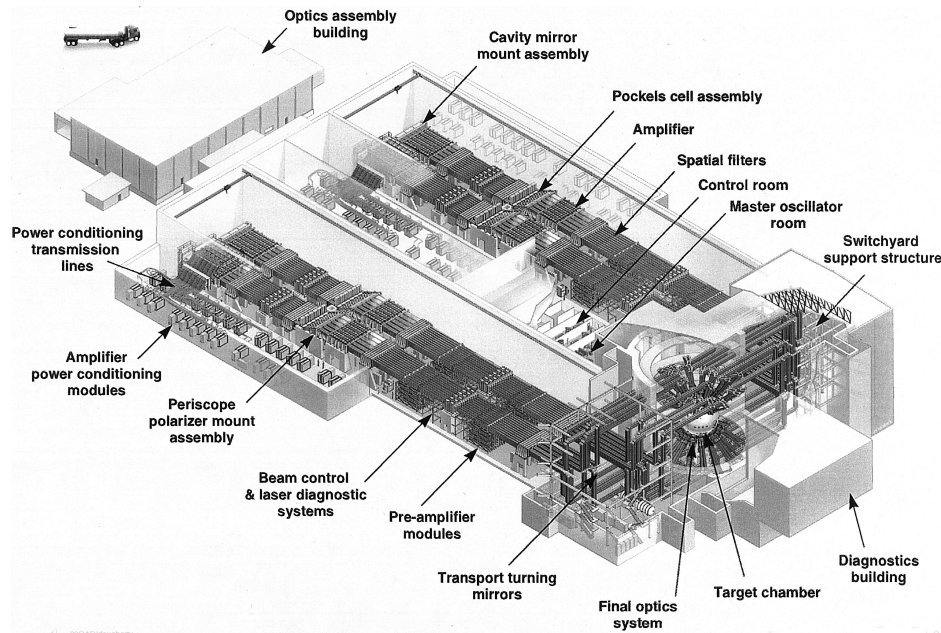 Optics assembly
building
Cavity mirror
mount assembly
Pockels cell assembly
Amplifier
Spatial filters
Control room
Master oscillator
room
Switchyard
support structure
Power conditioning
transmission
lines
Amplifier
power conditioning
modules
Periscope
polarizer mount
assembly
Beam control
& laser diagnostic
systems
Pre-amplifier
modules
Transport turning
mirrors
Final optics
system
Target chamber
Diagnostics
building